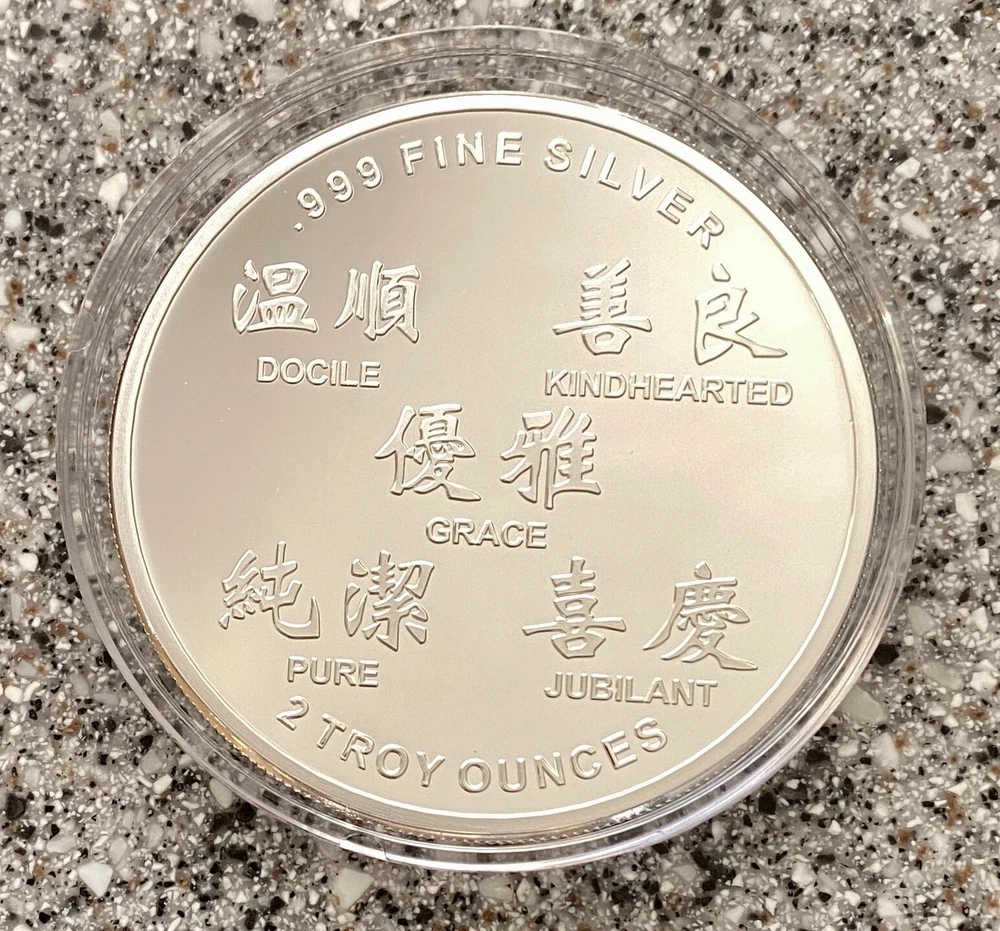 .999 FINE SILVER
温順 善良
DOCILE KINDHEARTED
優雅
GRACE
純潔 喜慶
PURE JUBILANT
2 TROY OUNCES